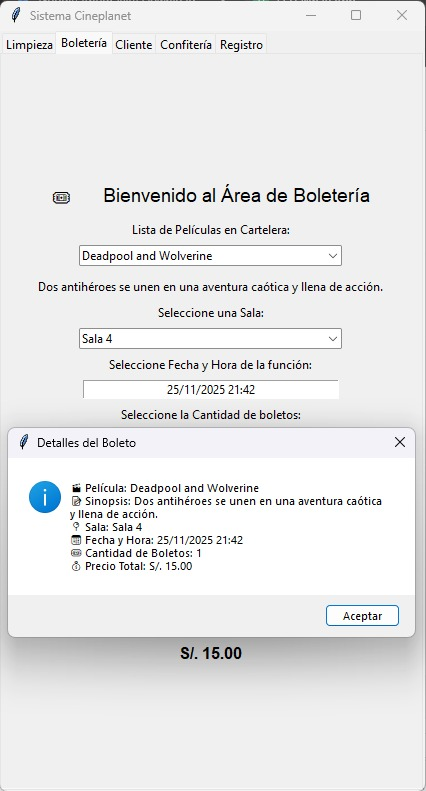 Sistema Cineplanet
Limpieza Boletería Cliente Confitería Registro
Bienvenido al Área de Boletería
Lista de Películas en Cartelera:
Deadpool and Wolverine
Dos antihéroes se unen en una aventura caótica y llena de acción.
Seleccione una Sala:
Sala 4
Seleccione Fecha y Hora de la función:
25/11/2025 21:42
Seleccione la Cantidad de boletos:
Detalles del Boleto
Película: Deadpool and Wolverine
Sinopsis: Dos antihéroes se unen en una aventura caótica
y llena de acción.
Sala: Sala 4
Fecha y Hora: 25/11/2025 21:42
Cantidad de Boletos: 1
Precio Total: S/. 15.00
Aceptar
S/. 15.00